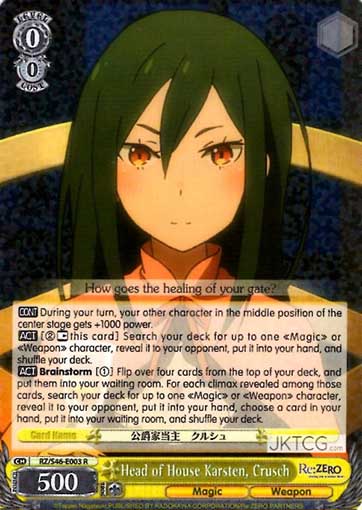 LEVEL
0
0
COST
How goes the healing of your gate?
CONT During your turn, your other character in the middle position of the
center stage gets +1000 power.
ACT [② this card] Search your deck for up to one «Magic» or
«Weapon» character, reveal it to your opponent, put it into your hand, and
shuffle your deck.
ACT Brainstorm [①] Flip over four cards from the top of your deck, and
put them into your waiting room. For each climax revealed among those
cards, search your deck for up to one «Magic» or «Weapon» character,
reveal it to your opponent, put it into your hand, and choose a card in
your hand, and put it into your waiting room. Shuffle your deck.
Card Name
公爵家当主 クルシュ
JKTCG.com
CH
RZ/S46-E003 R
Head of House Karsten, Crusch
Re:ZERO
POWER
500
Magic
Weapon